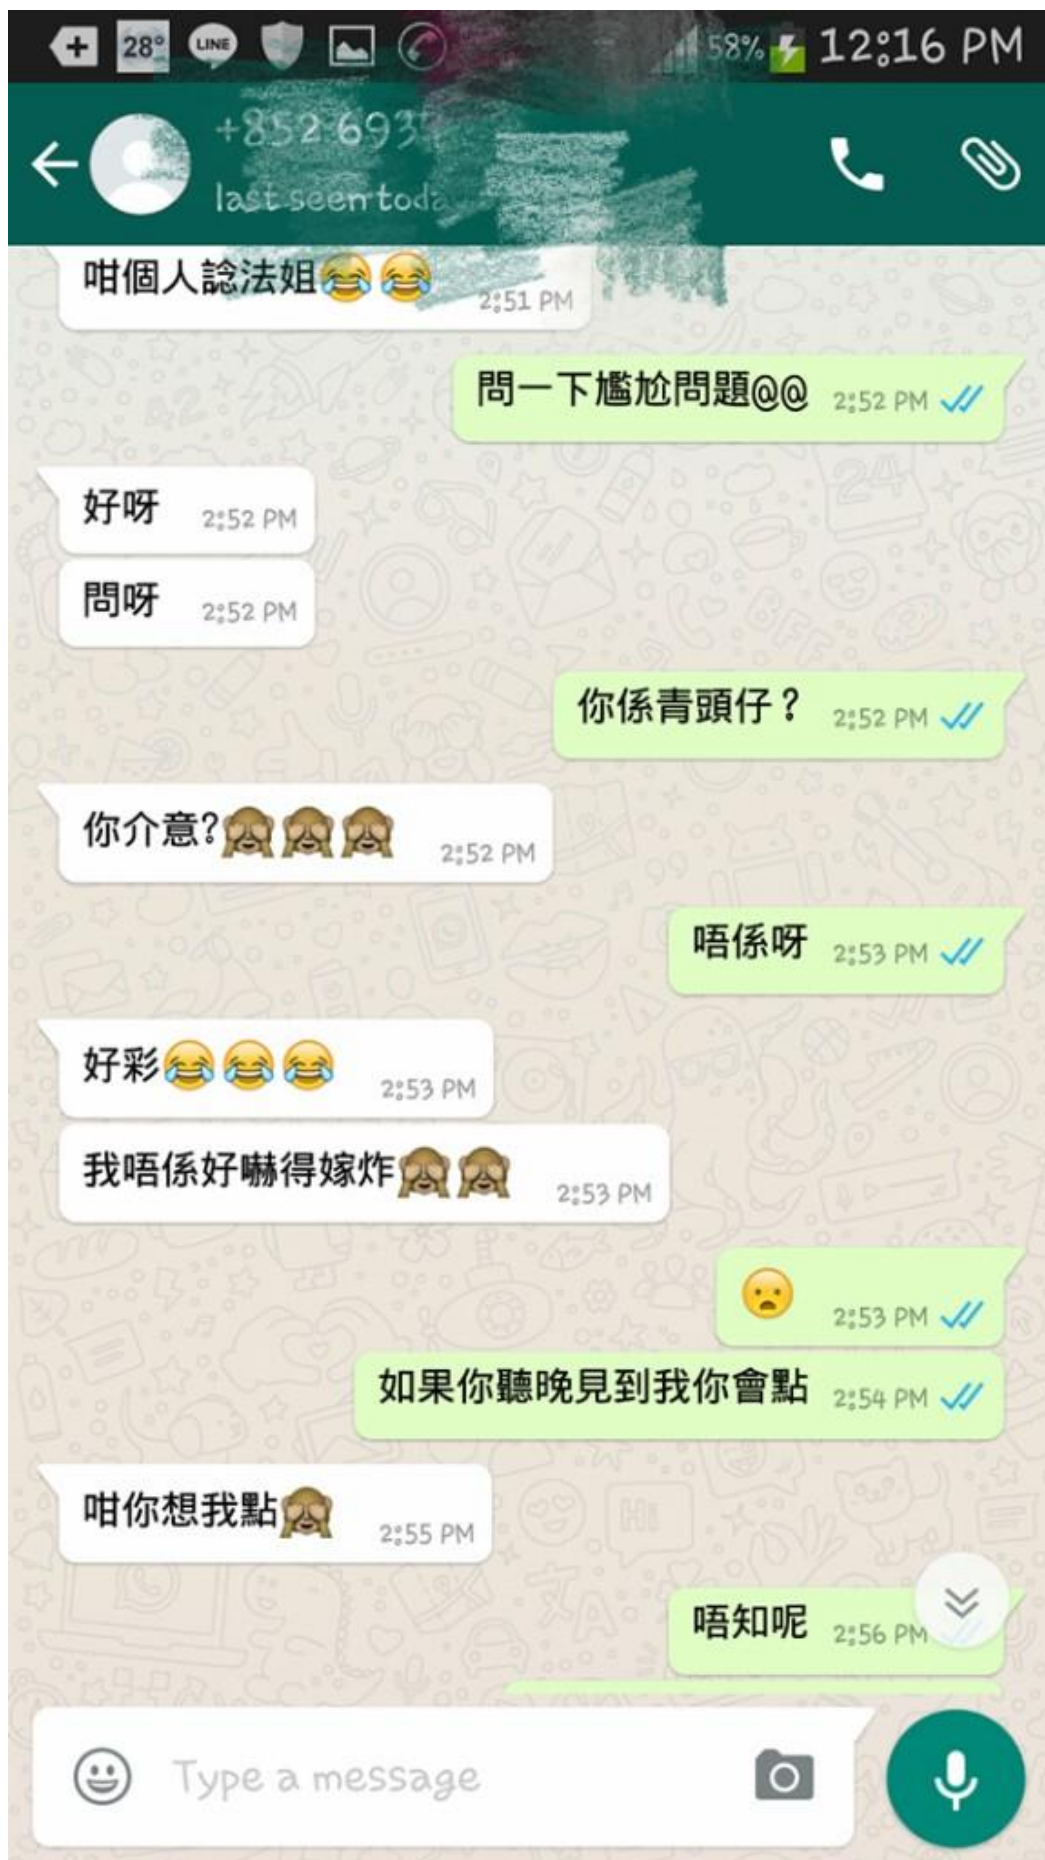 28°
LINE
58%
12:16 PM
+852 693
last seen toda
咁個人諗法姐😂😂 2:51 PM
問一下尷尬問題@@ 2:52 PM
好呀 2:52 PM
問呀 2:52 PM
你係青頭仔？ 2:52 PM
你介意?🙈🙈🙈 2:52 PM
唔係呀 2:53 PM
好彩😂😂😂 2:53 PM
我唔係好嚇得嫁炸🙈🙈 2:53 PM
😦 2:53 PM
如果你聽晚見到我你會點 2:54 PM
咁你想我點🙈 2:55 PM
唔知呢 2:56 PM
Type a message